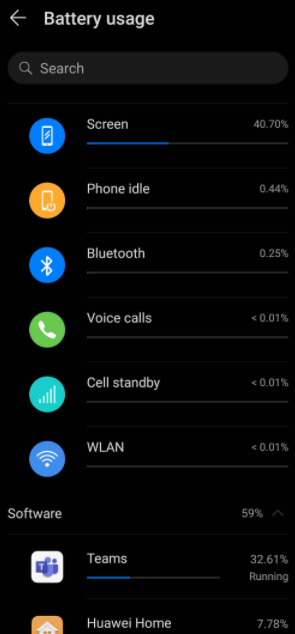 Battery usage
Search
Screen 40.70%
Phone idle 0.44%
Bluetooth 0.25%
Voice calls < 0.01%
Cell standby < 0.01%
WLAN < 0.01%
Software 59%
Teams 32.61%
Running
Huawei Home 7.78%